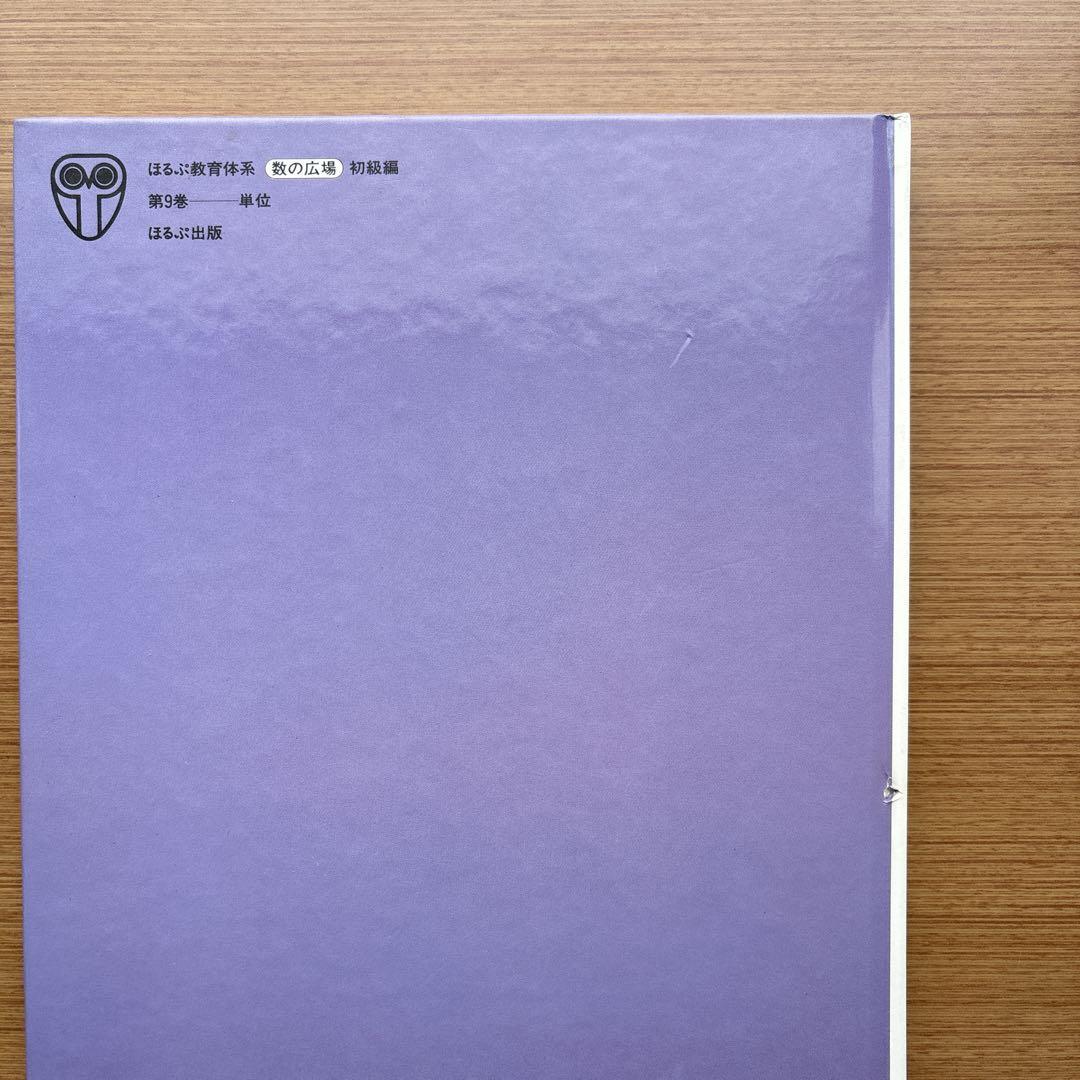 ほるぷ教育体系 数の広場 初級編
第9巻———単位
ほるぷ出版